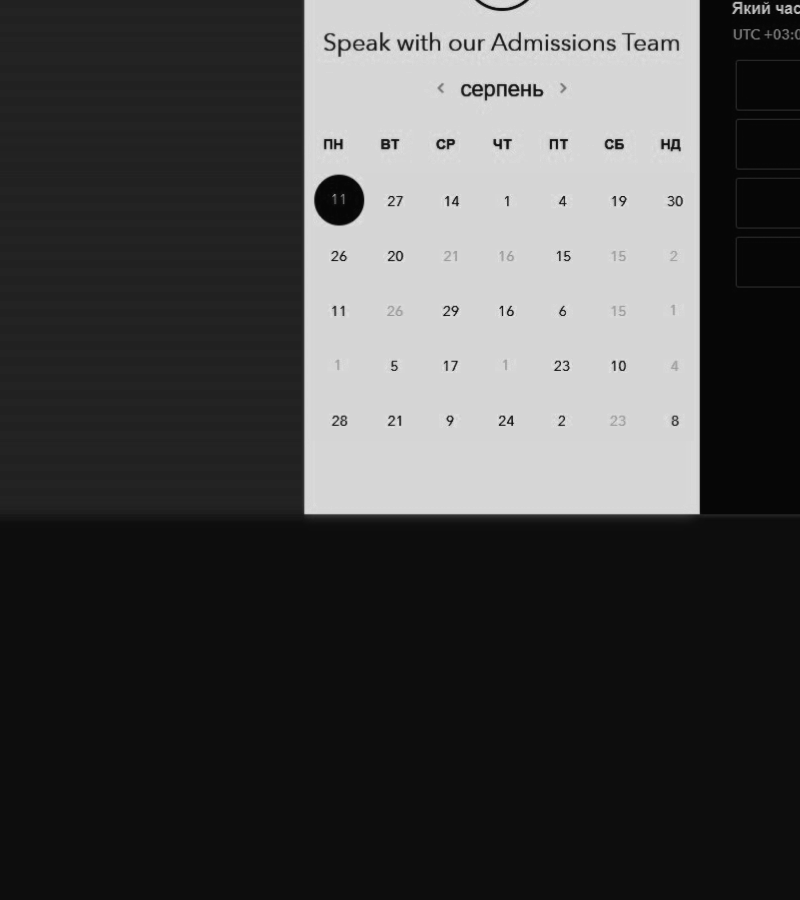 Speak with our Admissions Team
< серпень >
ПН ВТ СР ЧТ ПТ СБ НД
11 27 14 1 4 19 30
26 20 21 16 15 15 2
11 26 29 16 6 15 1
1 5 17 1 23 10 4
28 21 9 24 2 23 8
Який час
UTC +03:0